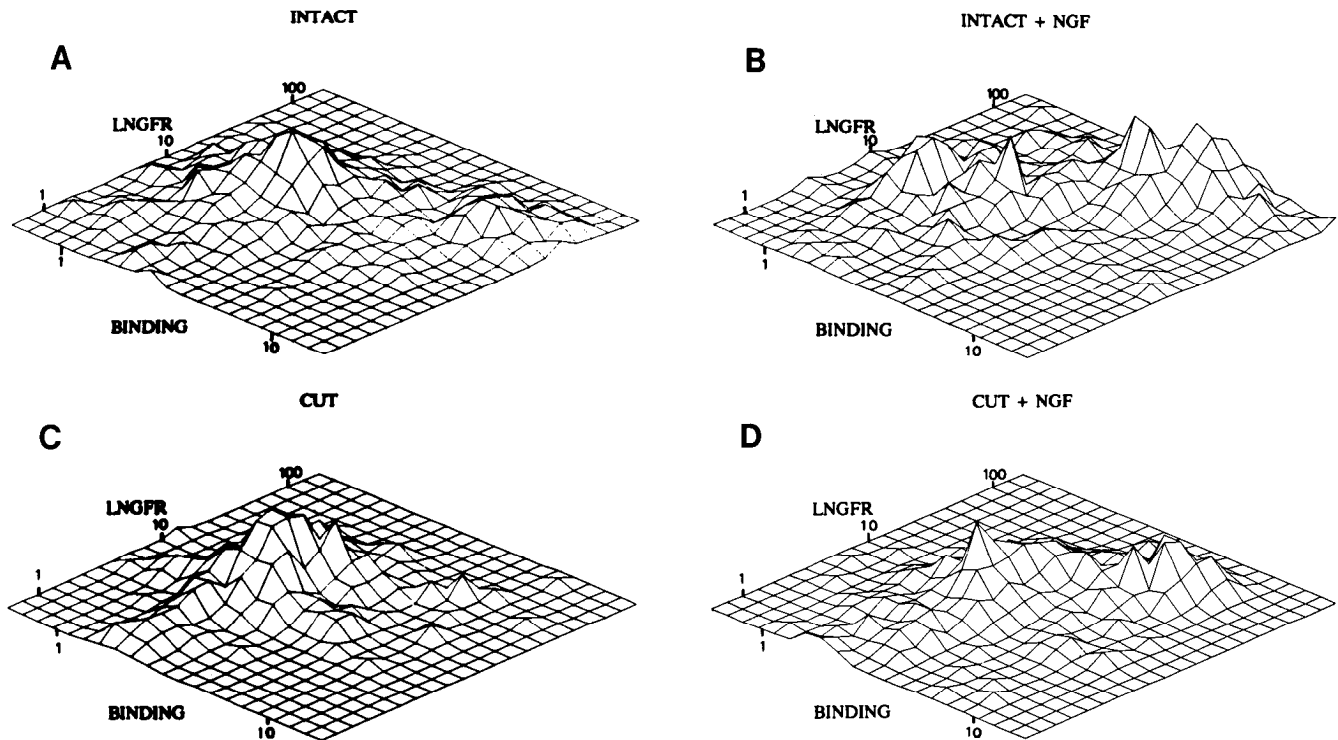 INTACT
A
100
LNGFR
10
1
1
BINDING
10
INTACT + NGF
B
100
LNGFR
10
1
1
BINDING
10
CUT
C
100
LNGFR
10
1
1
BINDING
10
CUT + NGF
D
100
LNGFR
10
1
1
BINDING
10